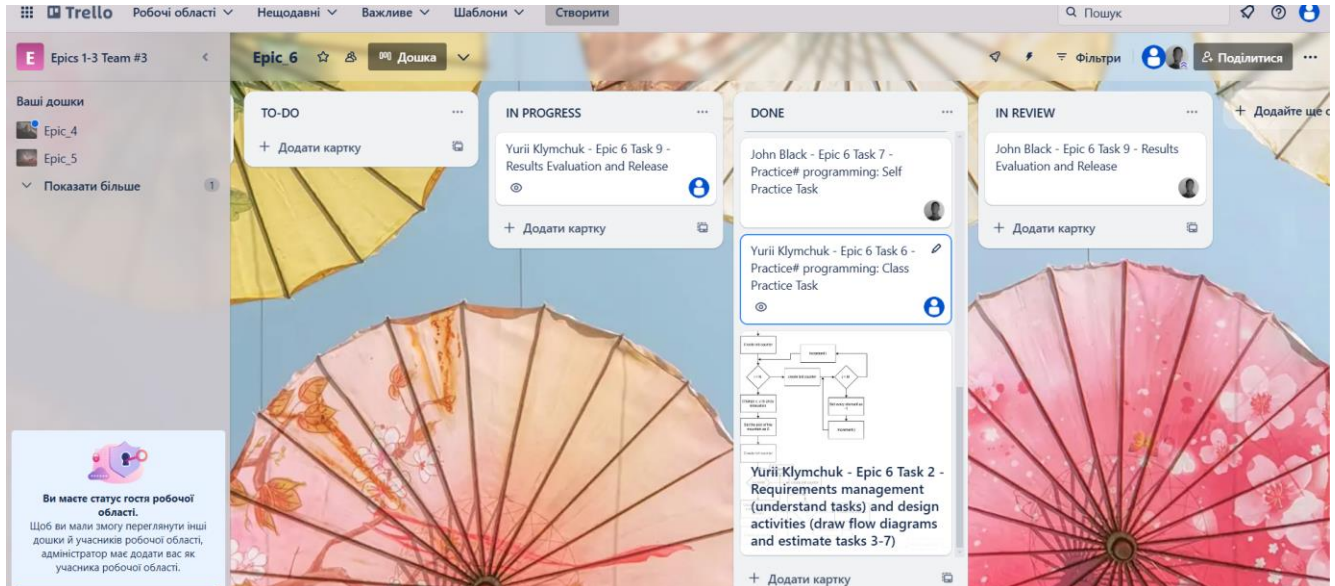 Trello Робочі області Нещодавні Важливе Шаблони Створити Пошук
E Epics 1-3 Team #3
Epic_6 Дошка Фільтри Поділитися
Ваші дошки
Epic_4
Epic_5
Показати більше 1
Ви маєте статус гостя робочої
області.
Щоб ви мали змогу переглянути інші
дошки й учасників робочої області,
адміністратор має додати вас як
учасника робочої області.
TO-DO
+ Додати картку
IN PROGRESS
Yurii Klymchuk - Epic 6 Task 9 -
Results Evaluation and Release
+ Додати картку
DONE
John Black - Epic 6 Task 7 -
Practice# programming: Self
Practice Task
Yurii Klymchuk - Epic 6 Task 6 -
Practice# programming: Class
Practice Task
Yurii Klymchuk - Epic 6 Task 2 -
Requirements management
(understand tasks) and design
activities (draw flow diagrams
and estimate tasks 3-7)
+ Додати картку
IN REVIEW
John Black - Epic 6 Task 9 - Results
Evaluation and Release
+ Додати картку
+ Додайте ще